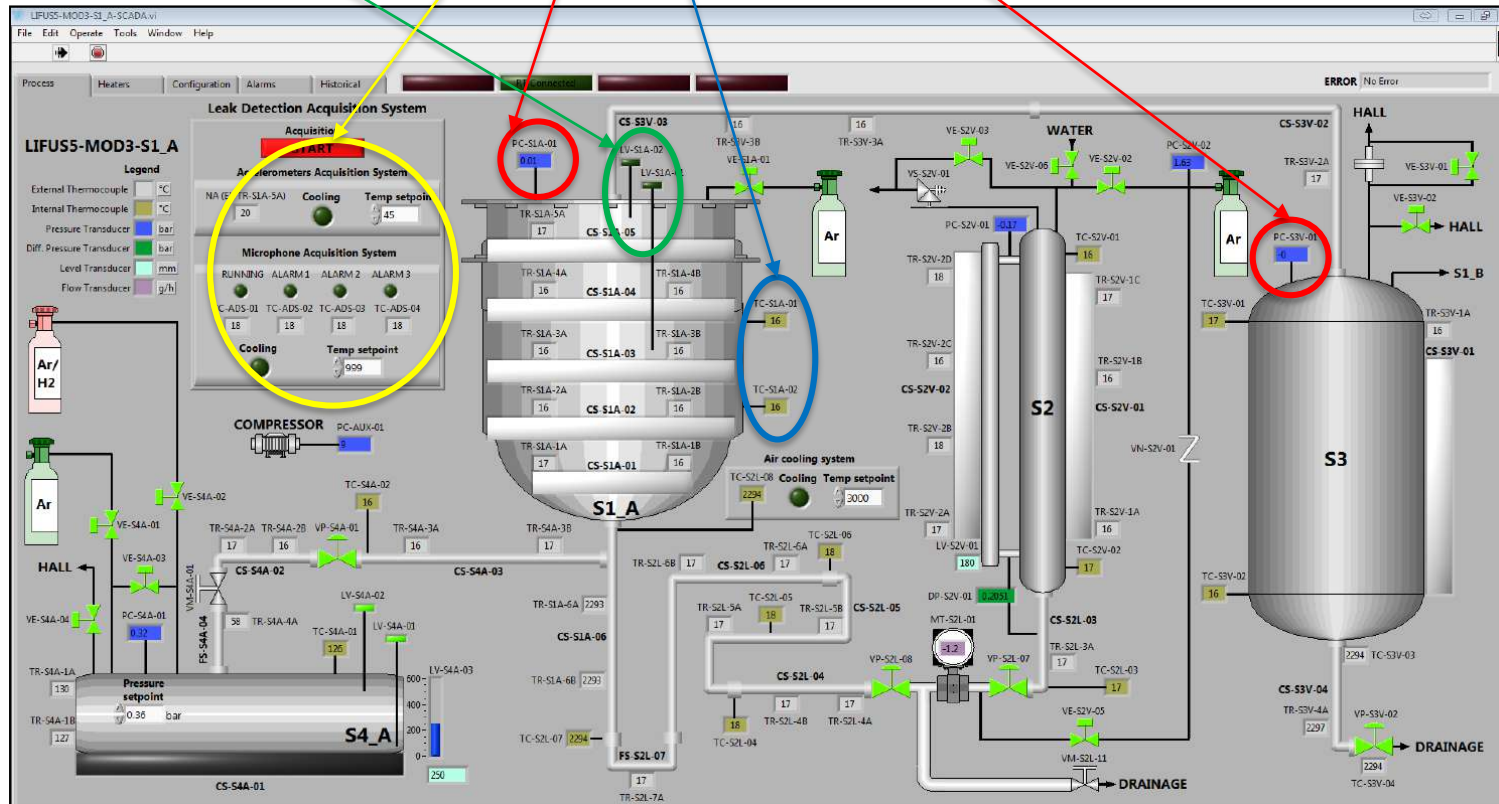 LIFUS5-MOD3-S1_A-SCADA.vi
File Edit Operate Tools Window Help
Process Heaters Configuration Alarms Historical
ERROR No Error
Leak Detection Acquisition System
LIFUS5-MOD3-S1_A
Legend
External Thermocouple °C
Internal Thermocouple °C
Pressure Transducer bar
Diff. Pressure Transducer bar
Level Transducer mm
Flow Transducer g/h
Acquisition
START
Accelerometers Acquisition System
Cooling Temp setpoint
20 45
Microphone Acquisition System
RUNNING ALARM 1 ALARM 2 ALARM 3
TC-ADS-01 TC-ADS-02 TC-ADS-03 TC-ADS-04
18 18 18 18
Cooling Temp setpoint
999
COMPRESSOR PC-AUX-01
9
PC-S1A-01
0.01
LV-S1A-02
CS-S3V-03
16
TR-S3V-3B
16
TR-S3V-3A
VE-S1A-01
Ar
TR-S1A-5A
17
CS-S1A-05
TR-S1A-4A TR-S1A-4B
16 CS-S1A-04 16
TR-S1A-3A TR-S1A-3B
16 CS-S1A-03 16
TR-S1A-2A TR-S1A-2B
16 CS-S1A-02 16
TR-S1A-1A TR-S1A-1B
17 CS-S1A-01 16
S1_A
TC-S1A-01
16
TC-S1A-02
16
Air cooling system
TC-S2L-08 Cooling Temp setpoint
2294 3000
VE-S2V-03
WATER
VE-S2V-06
VE-S2V-02
VS-S2V-01
PC-S2V-02
1.63
Ar
PC-S2V-01 -0.17
TC-S2V-01
16
TR-S2V-2D
18
TR-S2V-1C
17
TR-S2V-2C
16
TR-S2V-1B
16
CS-S2V-02
S2
CS-S2V-01
TR-S2V-2B
18
VN-S2V-01
TR-S2V-2A
17
TR-S2V-1A
16
LV-S2V-01
180
TC-S2V-02
17
DP-S2V-01 0.2051
CS-S2L-03
MT-S2L-01
-1.2
TR-S2L-3A
17
TC-S2L-03
17
VP-S2L-08
VP-S2L-07
VE-S2V-05
VM-S2L-11
DRAINAGE
CS-S3V-02
HALL
TR-S3V-2A
17
VE-S3V-01
VE-S3V-02
HALL
PC-S3V-01
-0
S1_B
TC-S3V-01
17
TR-S3V-1A
16
CS-S3V-01
S3
TC-S3V-02
16
2294 TC-S3V-03
CS-S3V-04
TR-S3V-4A
2297
VP-S3V-02
DRAINAGE
2294
TC-S3V-04
Ar/
H2
Ar
VE-S4A-02
VE-S4A-01
VE-S4A-03
HALL
VE-S4A-04
PC-S4A-01
0.32
VM-S4A-01
TR-S4A-2A TR-S4A-2B VP-S4A-01
17 16
TC-S4A-02
16
TR-S4A-3A
16
TR-S4A-3B
17
CS-S4A-02
CS-S4A-03
FS-S4A-04
58 TR-S4A-4A
TC-S4A-01
126
LV-S4A-02
LV-S4A-01
LV-S4A-03
600
400
200
0
250
TR-S4A-1A
130
TR-S4A-1B
127
Pressure
setpoint
0.36 bar
S4_A
CS-S4A-01
TR-S1A-6A 2293
CS-S1A-06
TR-S1A-6B 2293
TC-S2L-07 2294
FS-S2L-07
17
TR-S2L-7A
TR-S2L-6B 17
CS-S2L-06
TR-S2L-6A
17
TC-S2L-06
18
TR-S2L-5A
17
TC-S2L-05
18
TR-S2L-5B
17
CS-S2L-05
CS-S2L-04
18
TC-S2L-04
17
TR-S2L-4B
17
TR-S2L-4A